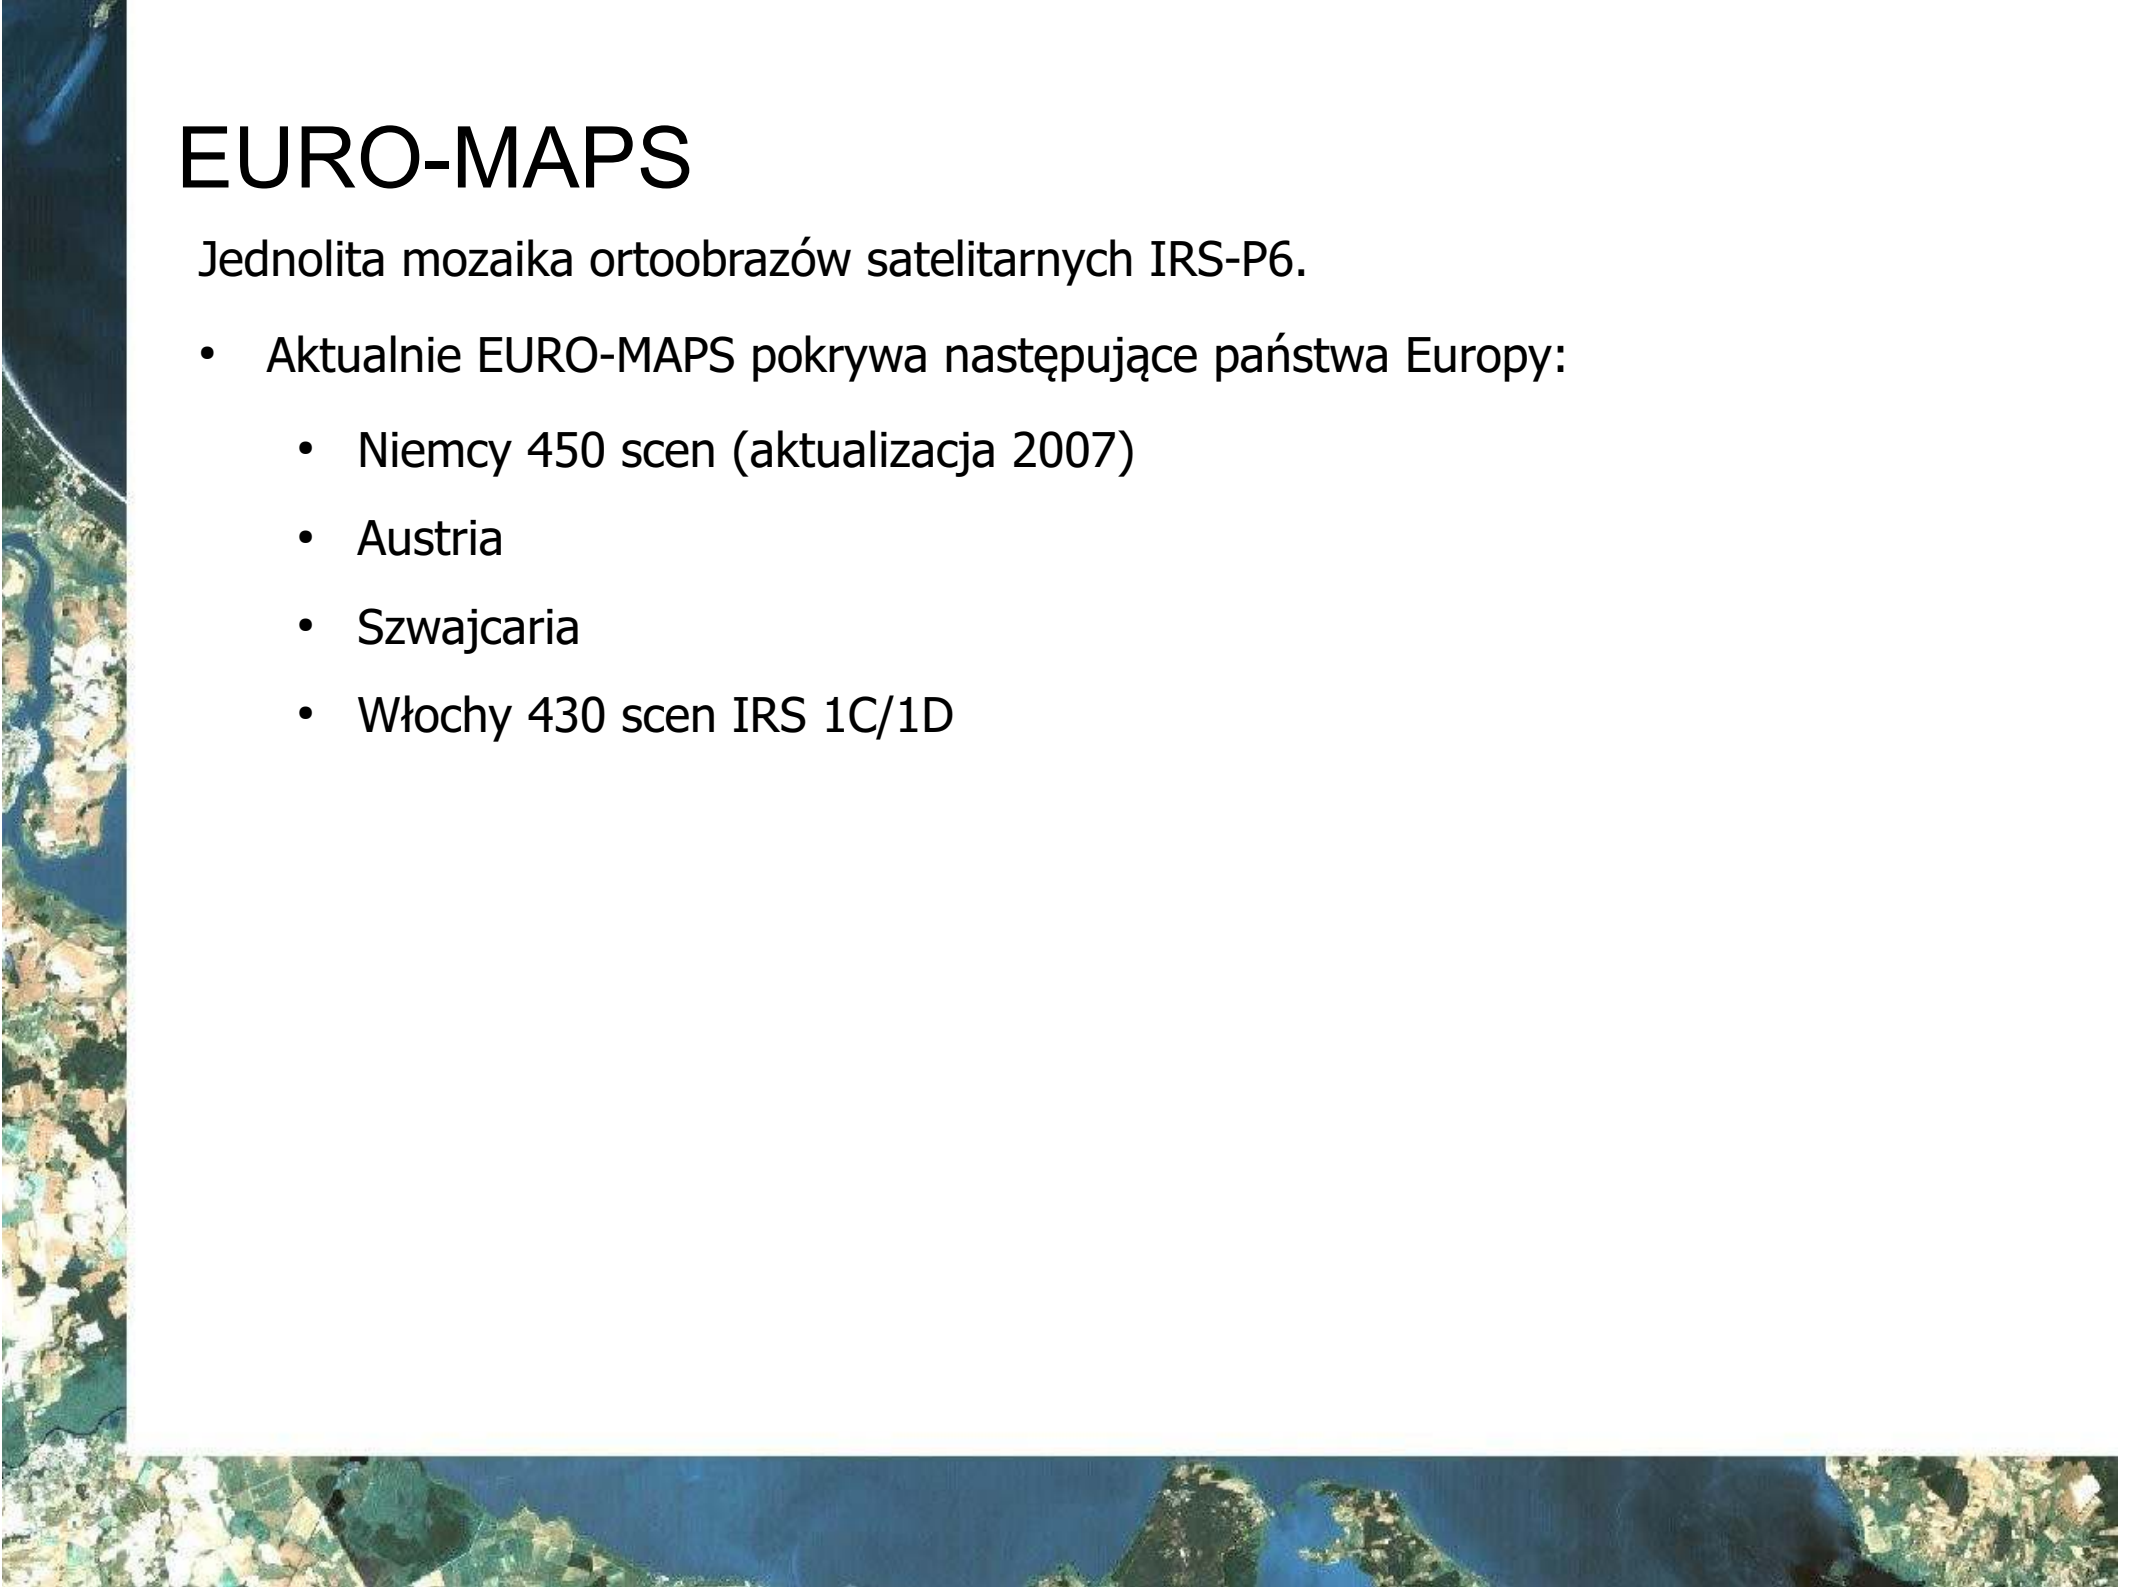 EURO-MAPS
Jednolita mozaika ortoobrazów satelitarnych IRS-P6.
• Aktualnie EURO-MAPS pokrywa następujące państwa Europy:
• Niemcy 450 scen (aktualizacja 2007)
• Austria
• Szwajcaria
• Włochy 430 scen IRS 1C/1D